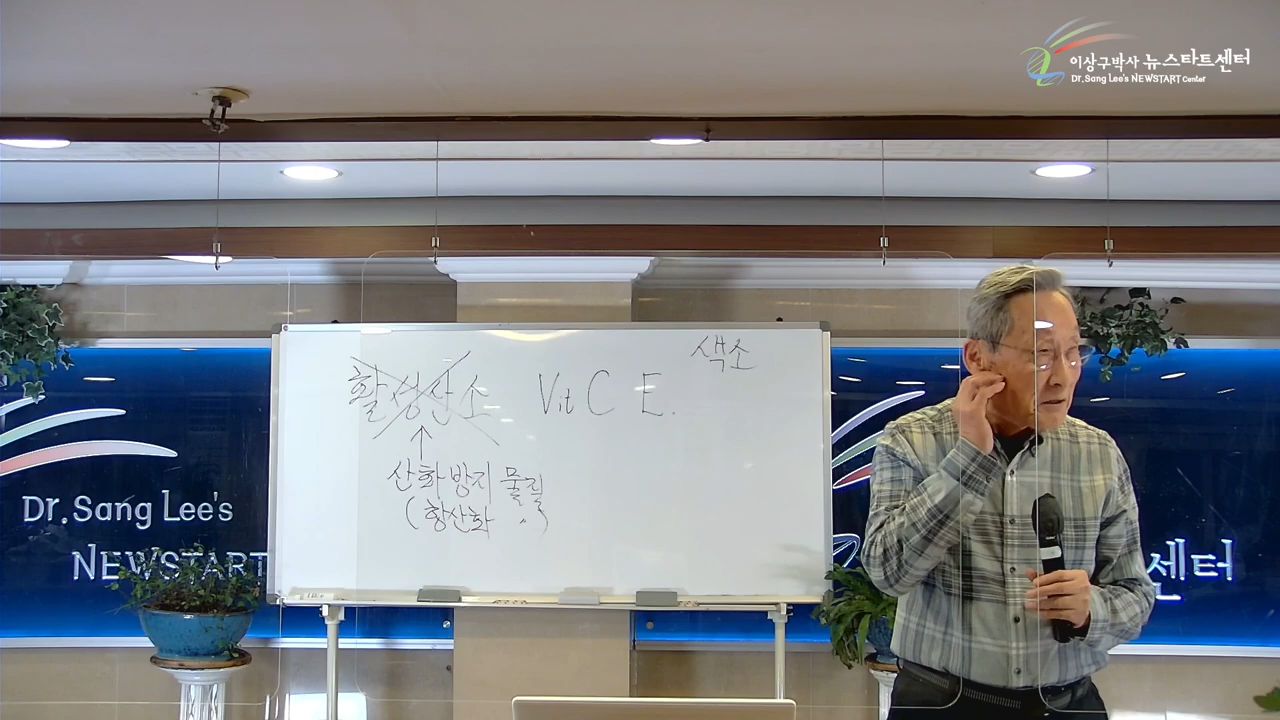 이상구박사 뉴스타트센터
Dr. Sang Lee's NEWSTART Center
색소
활성산소 Vit C E.
↑
산화방지 물질
(항산화 〃)
Dr. Sang Lee's
NEWSTART
센터